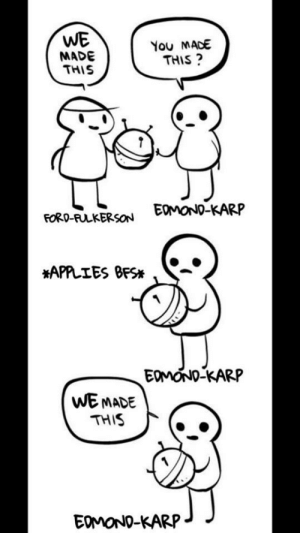 WE
MADE
THIS
YOU MADE
THIS ?
FORD-FULKERSON
EDMOND-KARP
*APPLIES BFS*
EDMOND-KARP
WE MADE
THIS
EDMOND-KARP